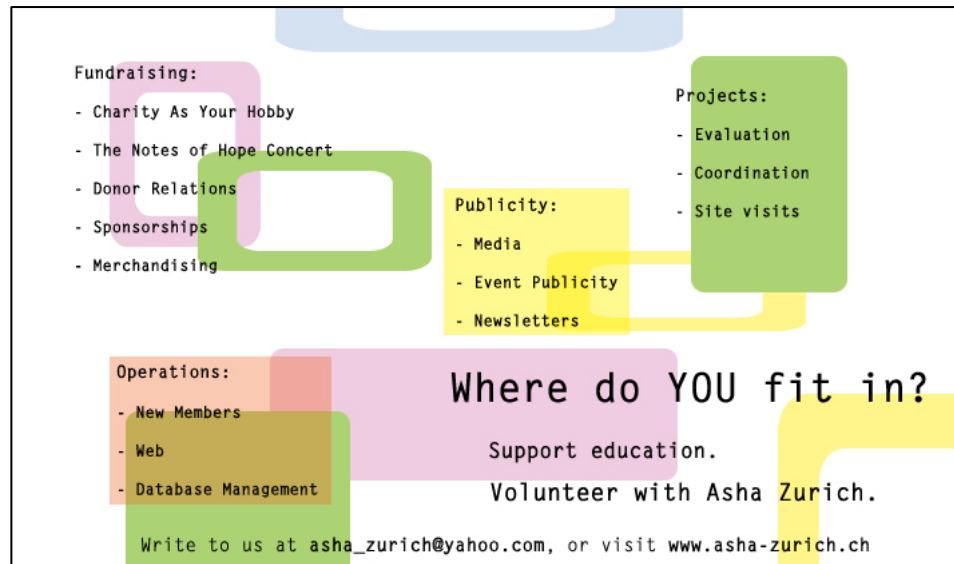 Fundraising:
- Charity As Your Hobby
- The Notes of Hope Concert
- Donor Relations
- Sponsorships
- Merchandising
Projects:
- Evaluation
- Coordination
- Site visits
Publicity:
- Media
- Event Publicity
- Newsletters
Operations:
- New Members
- Web
- Database Management
Where do YOU fit in?
Support education.
Volunteer with Asha Zurich.
Write to us at asha_zurich@yahoo.com, or visit www.asha-zurich.ch